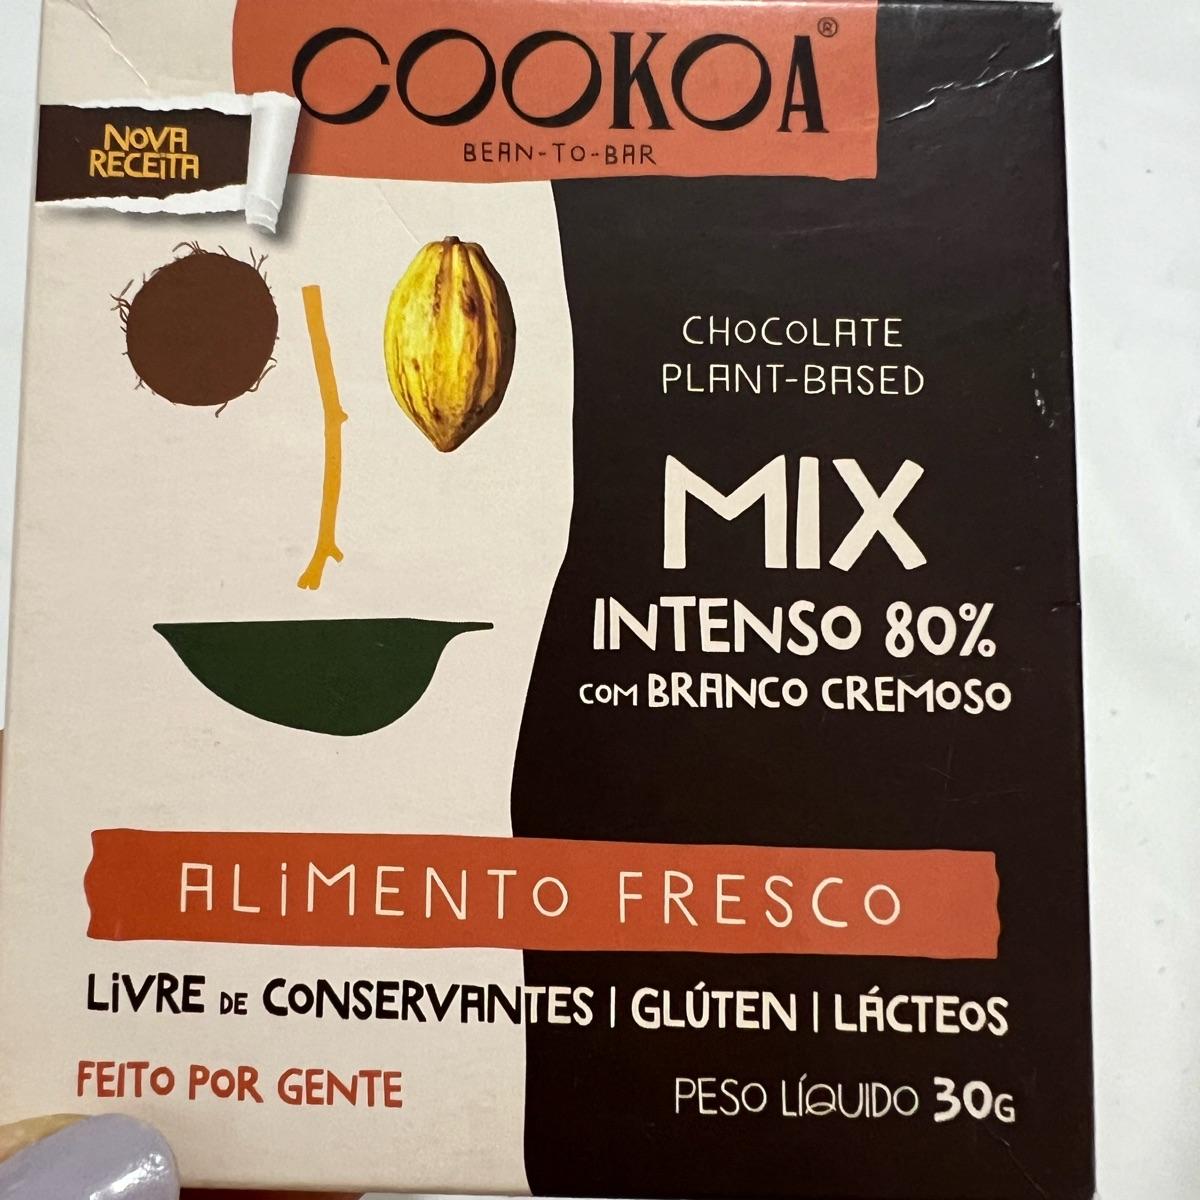 COOKOA®
BEAN-TO-BAR
NOVA
RECEITA
CHOCOLATE
PLANT-BASED
MIX
INTENSO 80%
COM BRANCO CREMOSO
ALIMENTO FRESCO
LIVRE DE CONSERVANTES | GLÚTEN | LÁCTEOS
FEITO POR GENTE
PESO LÍQUIDO 30G